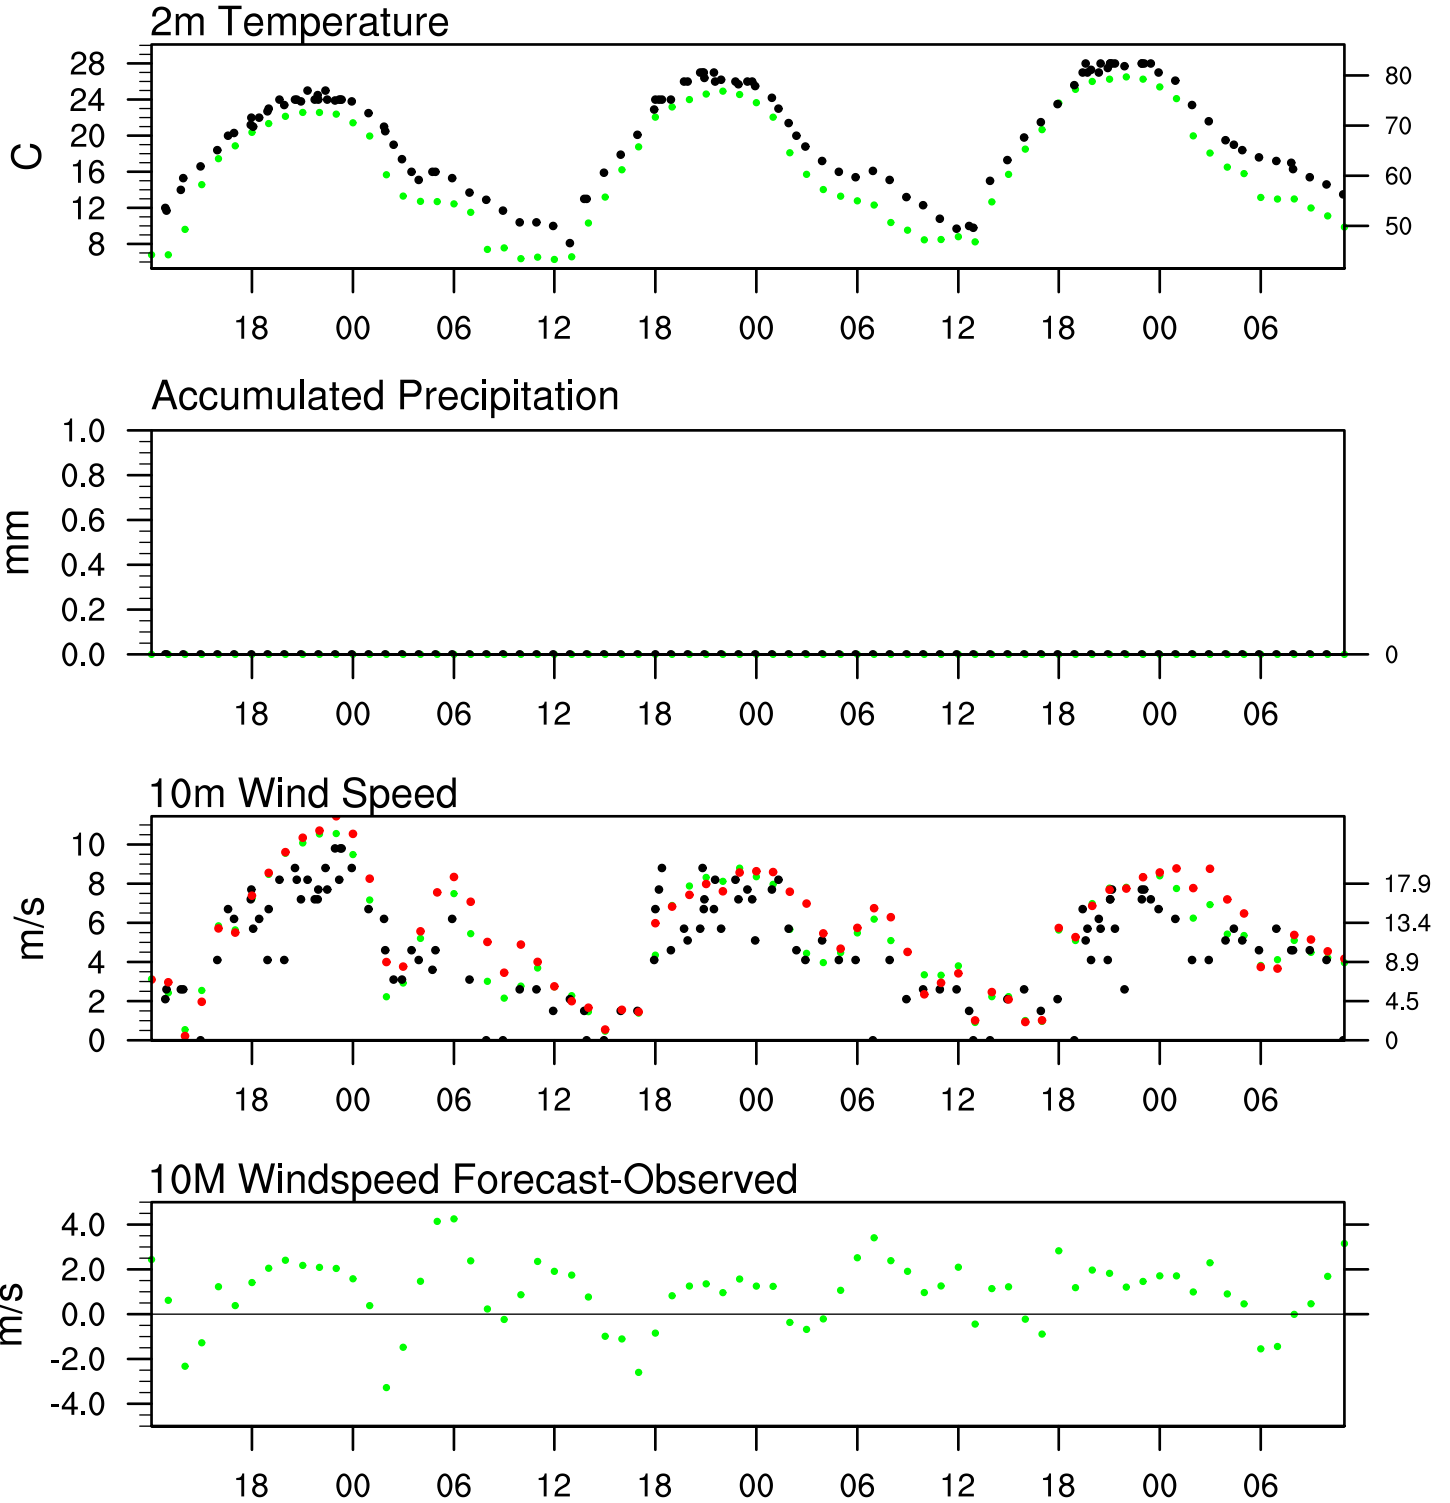 2m Temperature
28
24
20
16
12
8
C
80
70
60
50
18 00 06 12 18 00 06 12 18 00 06
Accumulated Precipitation
1.0
0.8
0.6
0.4
0.2
0.0
mm
0
18 00 06 12 18 00 06 12 18 00 06
10m Wind Speed
10
8
6
4
2
0
m/s
17.9
13.4
8.9
4.5
0
18 00 06 12 18 00 06 12 18 00 06
10M Windspeed Forecast-Observed
4.0
2.0
0.0
-2.0
-4.0
m/s
18 00 06 12 18 00 06 12 18 00 06